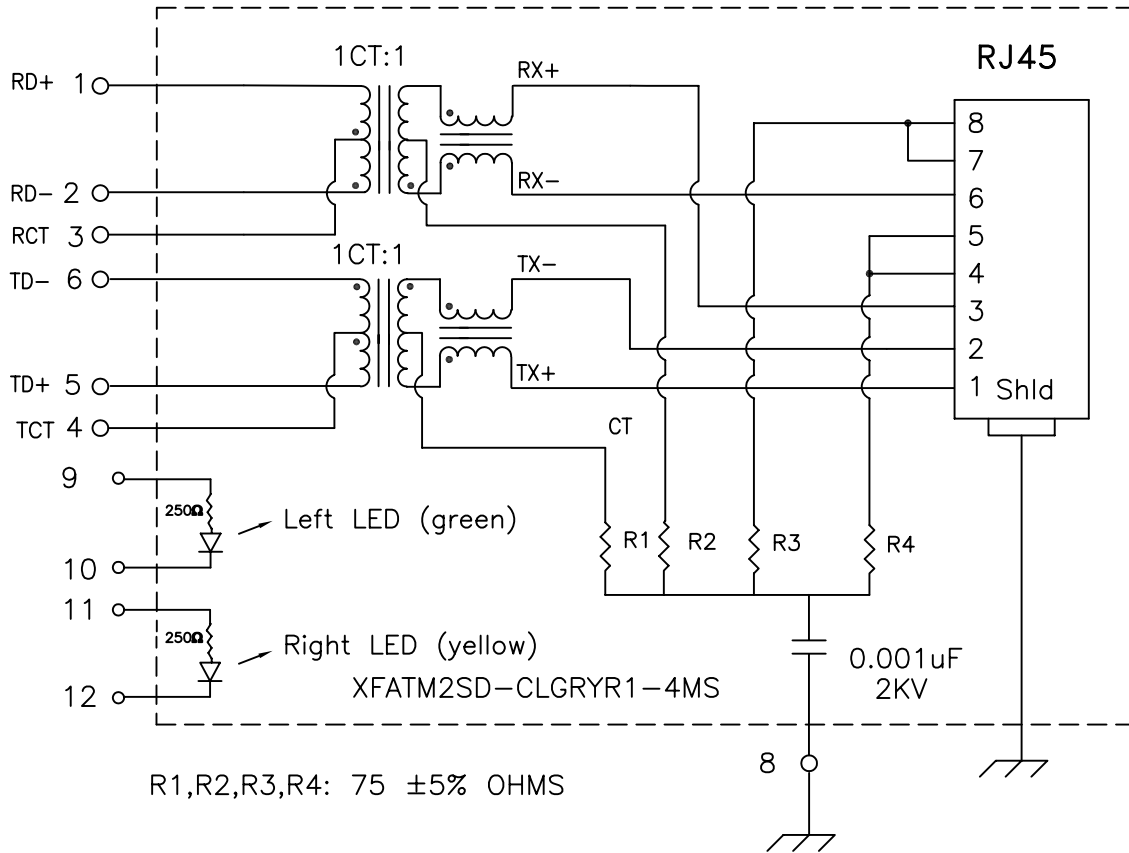 1CT:1
RJ45
RD+ 1
RX+
8
7
RD- 2
RX-
6
RCT 3
5
1CT:1
TX-
TD- 6
4
3
2
TD+ 5
TX+
1 Shld
TCT 4
CT
9
250Ω
Left LED (green)
R1
R2
R3
R4
10
11
250Ω
Right LED (yellow)
0.001uF
2KV
12
XFATM2SD-CLGRYR1-4MS
8
R1,R2,R3,R4: 75 ±5% OHMS